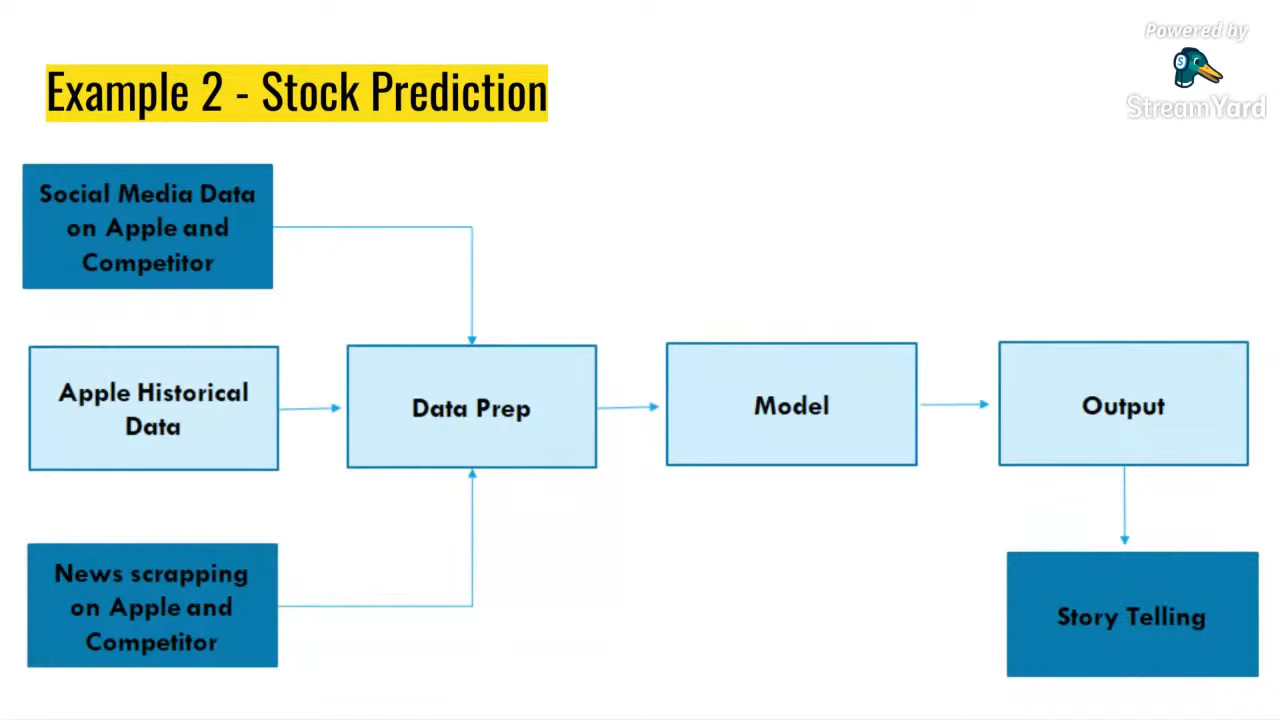 Powered by
S
StreamYard
Example 2 - Stock Prediction
Social Media Data
on Apple and
Competitor
Apple Historical
Data
Data Prep
Model
Output
News scrapping
on Apple and
Competitor
Story Telling